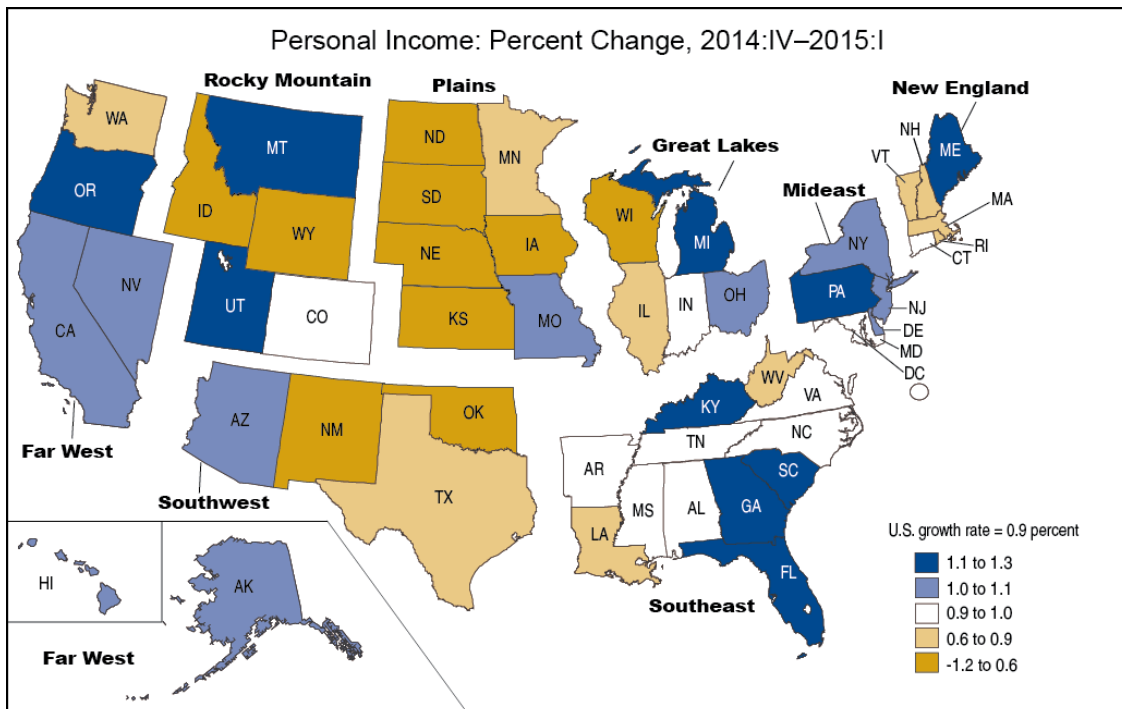 Personal Income: Percent Change, 2014:IV–2015:I
Rocky Mountain
Plains
New England
Great Lakes
Mideast
WA
OR
CA
NV
ID
MT
WY
UT
CO
AZ
NM
ND
SD
NE
KS
MN
IA
MO
OK
TX
WI
MI
IL
IN
OH
NH
VT
ME
MA
RI
CT
NY
PA
NJ
DE
MD
DC
KY
WV
VA
TN
NC
AR
MS
AL
GA
SC
LA
FL
Far West
Southwest
Southeast
HI
AK
Far West
U.S. growth rate = 0.9 percent
1.1 to 1.3
1.0 to 1.1
0.9 to 1.0
0.6 to 0.9
-1.2 to 0.6